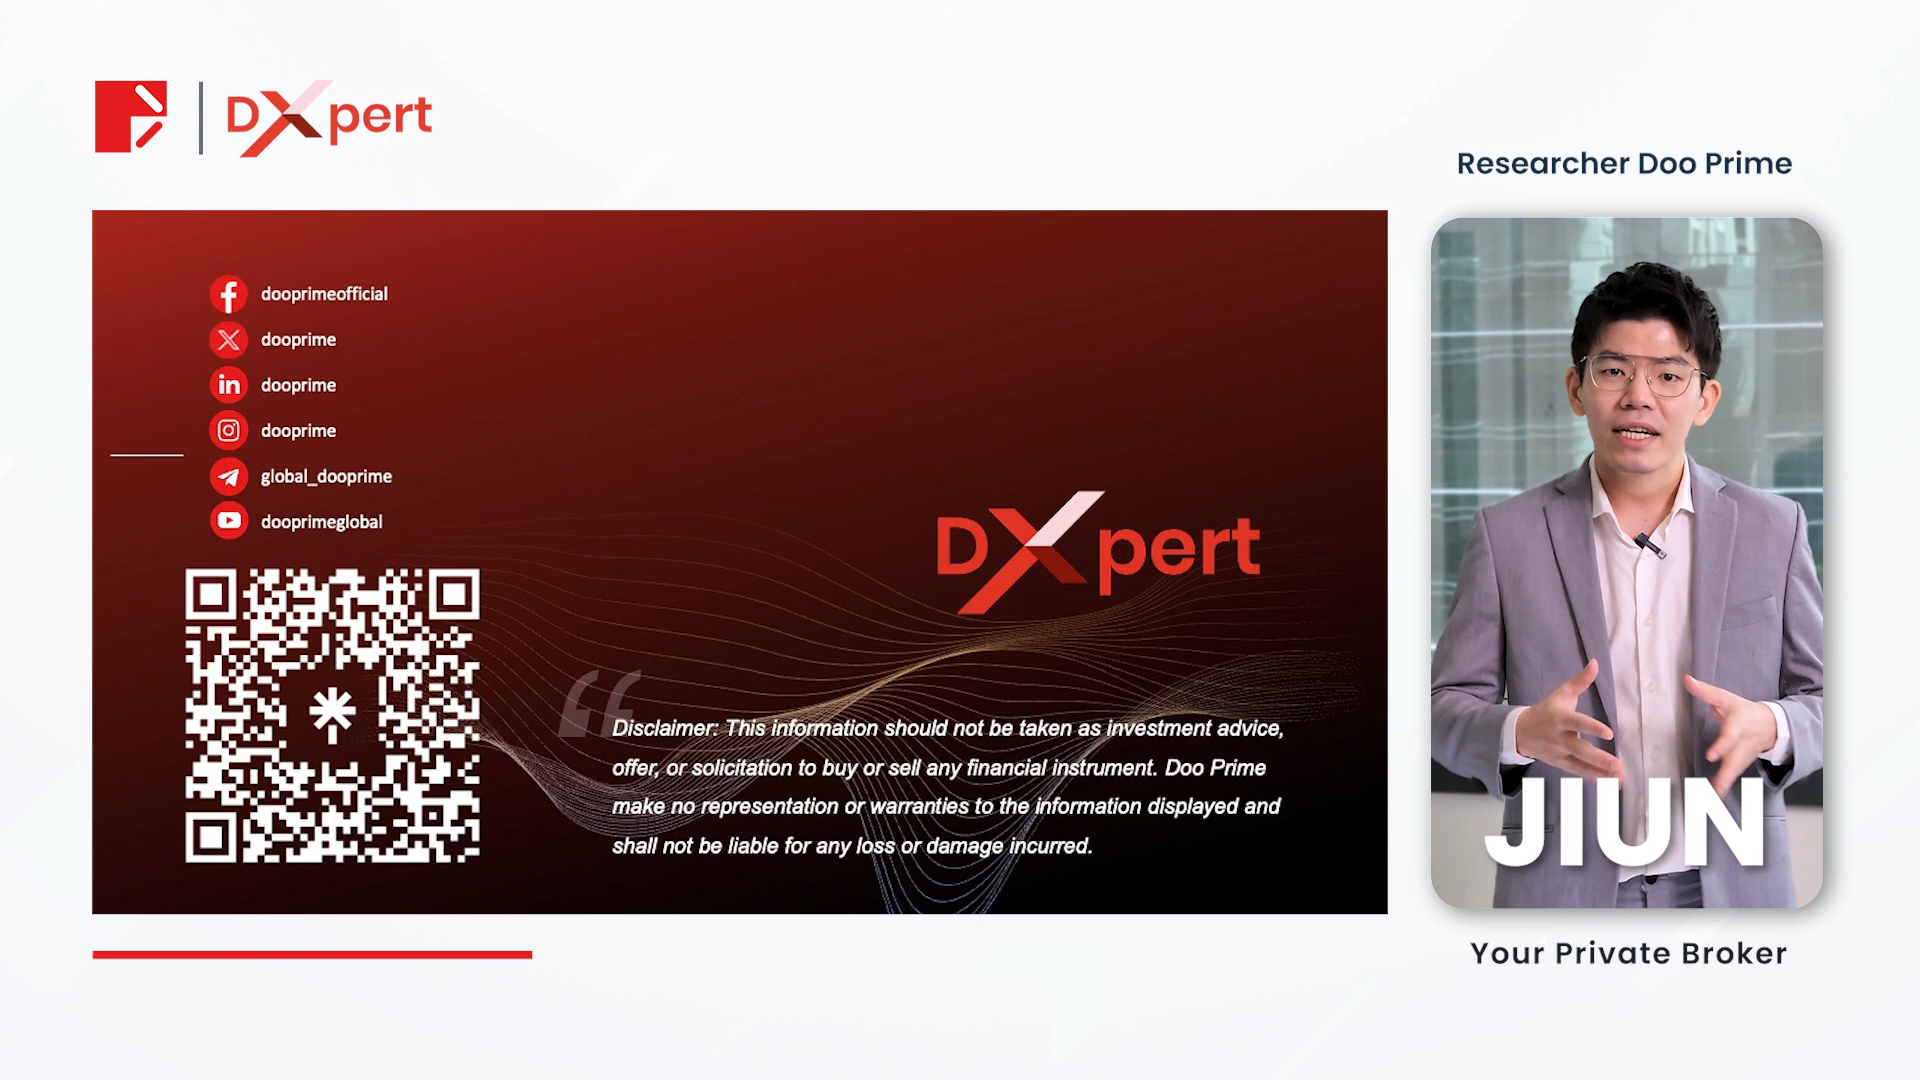 DXpert
Researcher Doo Prime
dooprimeofficial
dooprime
dooprime
dooprime
global_dooprime
dooprimeglobal
DXpert
Disclaimer: This information should not be taken as investment advice,
offer, or solicitation to buy or sell any financial instrument. Doo Prime
make no representation or warranties to the information displayed and
shall not be liable for any loss or damage incurred.
JIUN
Your Private Broker